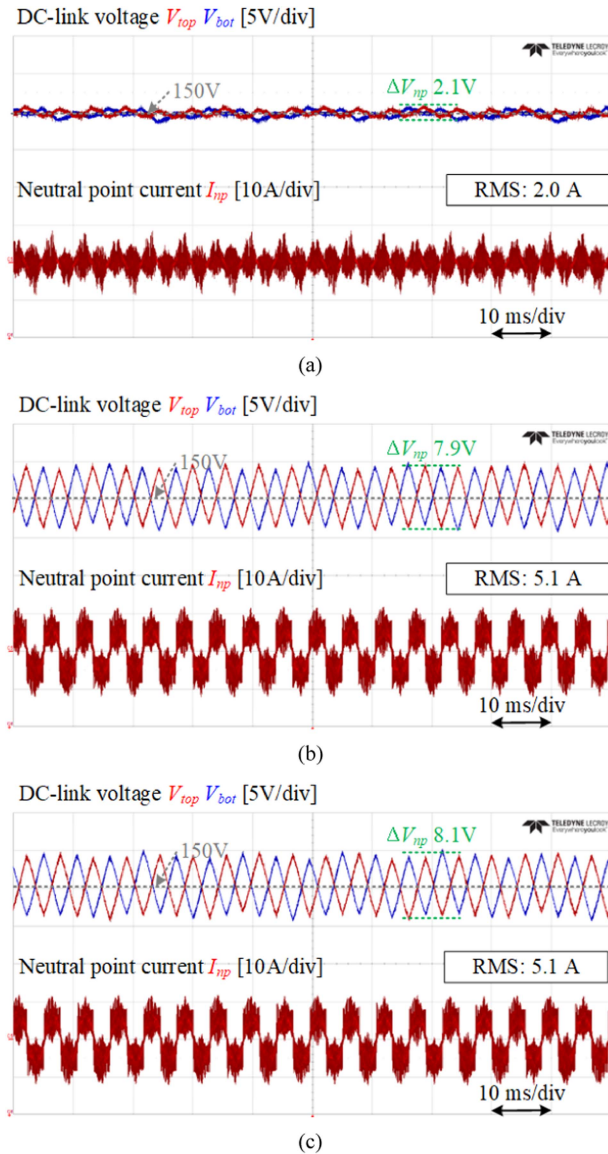 DC-link voltage Vtop Vbot [5V/div]
TELEDYNE LECROY
Everywhereyoulook
150V
ΔVnp 2.1V
Neutral point current Inp [10A/div]
RMS: 2.0 A
10 ms/div
(a)
DC-link voltage Vtop Vbot [5V/div]
TELEDYNE LECROY
Everywhereyoulook
150V
ΔVnp 7.9V
Neutral point current Inp [10A/div]
RMS: 5.1 A
10 ms/div
(b)
DC-link voltage Vtop Vbot [5V/div]
TELEDYNE LECROY
Everywhereyoulook
150V
ΔVnp 8.1V
Neutral point current Inp [10A/div]
RMS: 5.1 A
10 ms/div
(c)